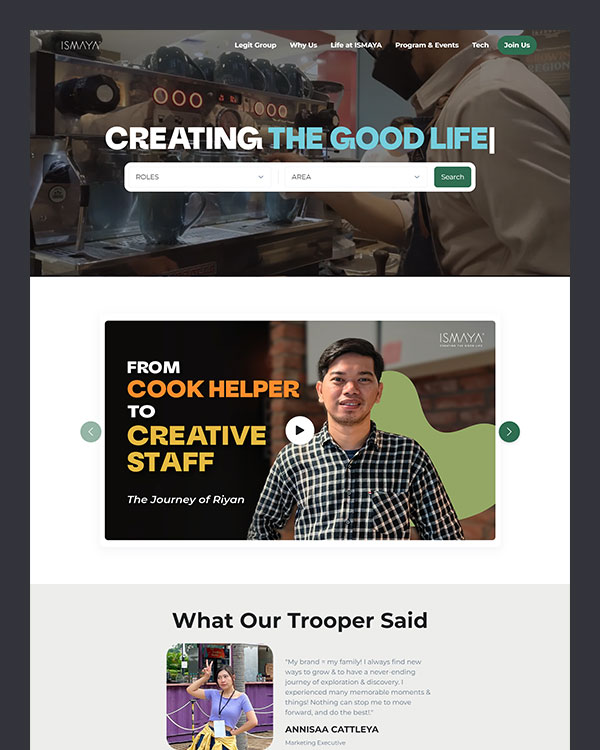 ISMAYA
Legit Group
Why Us
Life at ISMAYA
Program & Events
Tech
Join Us
CREATING THE GOOD LIFE|
ROLES
AREA
Search
ISMAYA
CREATING THE GOOD LIFE
FROM
COOK HELPER
TO
CREATIVE
STAFF
The Journey of Riyan
What Our Trooper Said
"My brand = my family! I always find new
ways to grow & to have a never-ending
journey of exploration & discovery. I
experienced many memorable moments &
things! Nothing can stop me to move
forward, and do the best!."
ANNISAA CATTLEYA
Marketing Executive